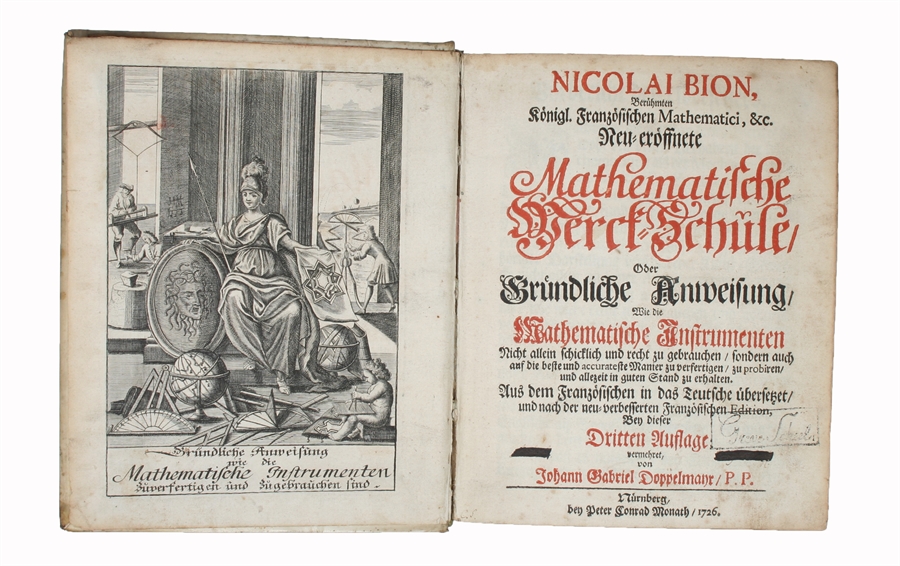 Gründliche Anweisung
wie die
Mathematische Instrumenten
Zuverfertigen und Zugebrauchen sind.
NICOLAI BION,
Berühmten
Königl. Französischen Mathematici, &c.
Neu-eröffnete
Mathematische
Werck-Schule/
Oder
Gründliche Anweisung/
Wie die
Mathematische Instrumenten
Nicht allein schicklich und recht zu gebrauchen/ sondern auch
auf die beste und accurateste Manier zu verfertigen/ zu probiren/
und allezeit in guten Stand zu erhalten.
Aus dem Französischen in das Teutsche übersetzet/
und nach der neu-verbesserten Französischen Edition,
Bey dieser
Dritten Auflage
vermehret,
von
Johann Gabriel Doppelmayr/ P. P.
Nürnberg,
bey Peter Conrad Monath/ 1726.